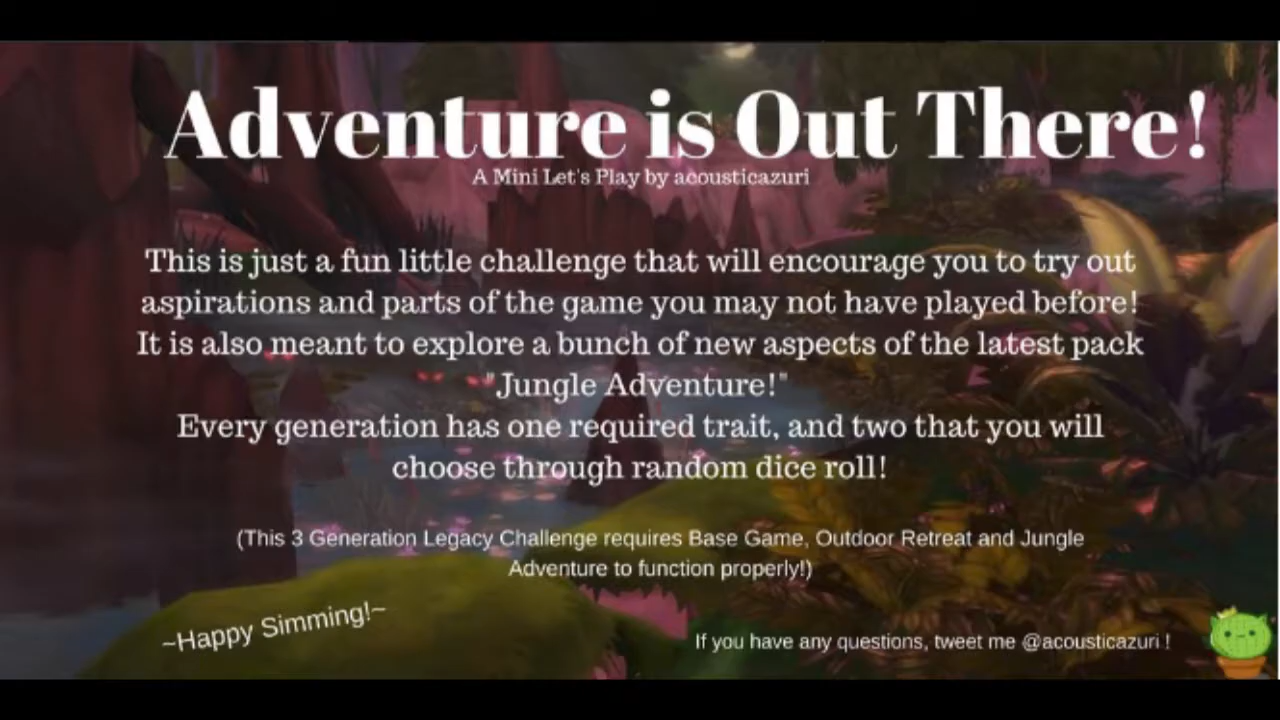 Adventure is Out There!
A Mini Let's Play by acousticazuri
This is just a fun little challenge that will encourage you to try out
aspirations and parts of the game you may not have played before!
It is also meant to explore a bunch of new aspects of the latest pack
"Jungle Adventure!"
Every generation has one required trait, and two that you will
choose through random dice roll!
(This 3 Generation Legacy Challenge requires Base Game, Outdoor Retreat and Jungle
Adventure to function properly!)
~Happy Simming!~
If you have any questions, tweet me @acousticazuri !